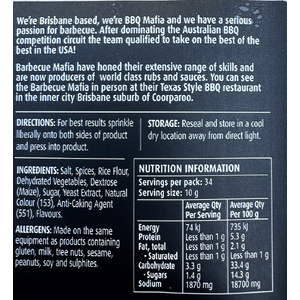 We're Brisbane based, we're BBQ Mafia and we have a serious
passion for barbecue. After dominating the Australian BBQ
competition circuit the team qualified to take on the best of the
best in the USA!
Barbecue Mafia have honed their extensive range of skills and
are now producers of world class rubs and sauces. You can see
the Barbecue Mafia in person at their Texas Style BBQ restaurant
in the inner city Brisbane suburb of Coorparoo.
DIRECTIONS: For best results sprinkle
liberally onto both sides of product
and press into product.
STORAGE: Reseal and store in a cool
dry location away from direct light.
INGREDIENTS: Salt, Spices, Rice Flour,
Dehydrated Vegetables, Dextrose
(Maize), Sugar, Yeast Extract, Natural
Colour (153), Anti-Caking Agent
(551), Flavours.
ALLERGENS: Made on the same
equipment as products containing
gluten, milk, tree nuts, sesame,
peanuts, soy and sulphites.
NUTRITION INFORMATION
Servings per pack: 34
Servings size: 10 g
Average Qty Per Serving
Average Qty Per 100 g
Energy 74 kj 735 kj
Protein Less than 1 g 5.3 g
Fat, total Less than 1 g 2.1 g
- Saturated Less than 1 g Less than 1 g
Carbohydrate 3.3 g 33.4 g
- Sugars 1.4 g 14.3 g
Sodium 1870 mg 18700 mg